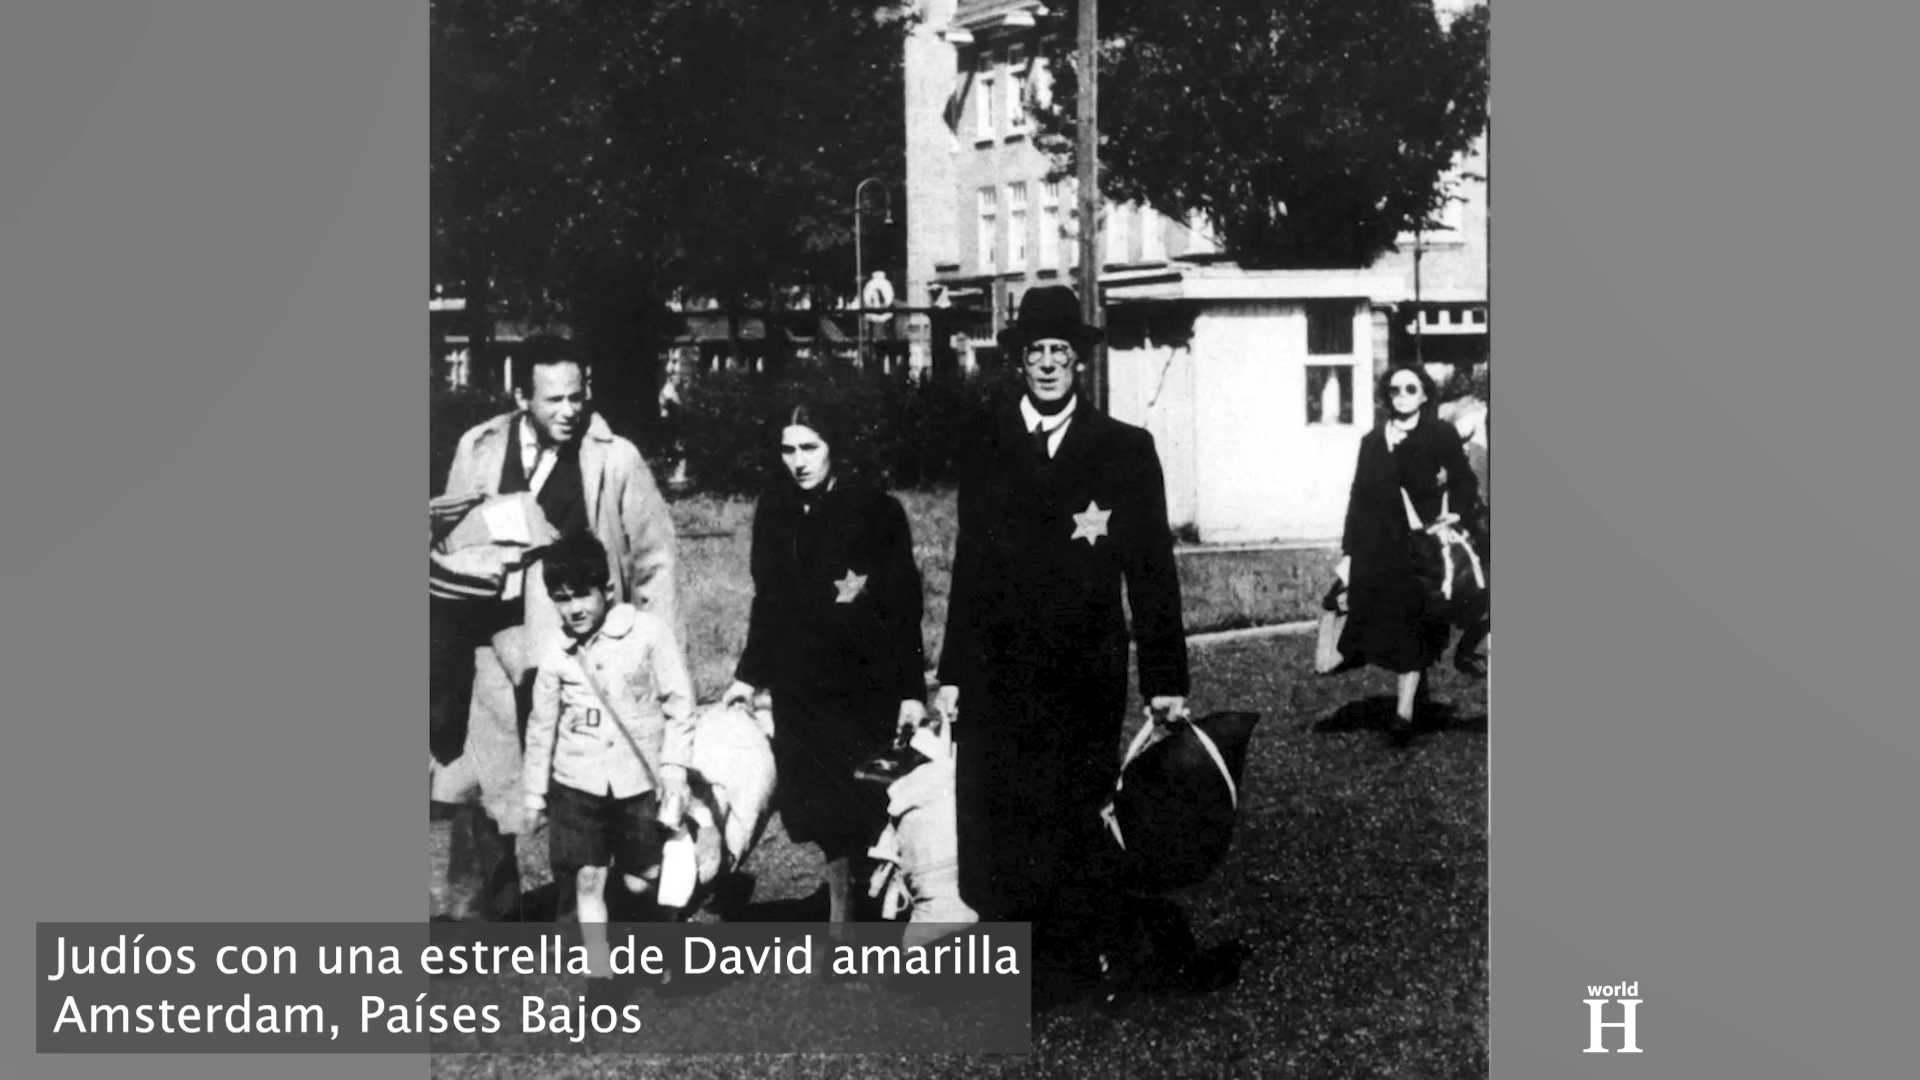 Judíos con una estrella de David amarilla
Amsterdam, Países Bajos
world
H